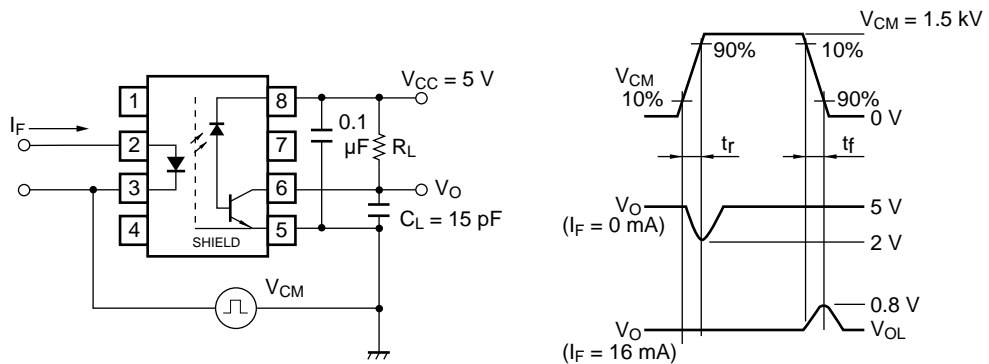 I_F
1
2
3
4
8
7
6
5
SHIELD
0.1
µF
R_L
V_CC = 5 V
V_O
C_L = 15 pF
V_CM
V_CM = 1.5 kV
90%
10%
V_CM
10%
90%
0 V
t_r
t_f
V_O
(I_F = 0 mA)
5 V
2 V
0.8 V
V_OL
V_O
(I_F = 16 mA)